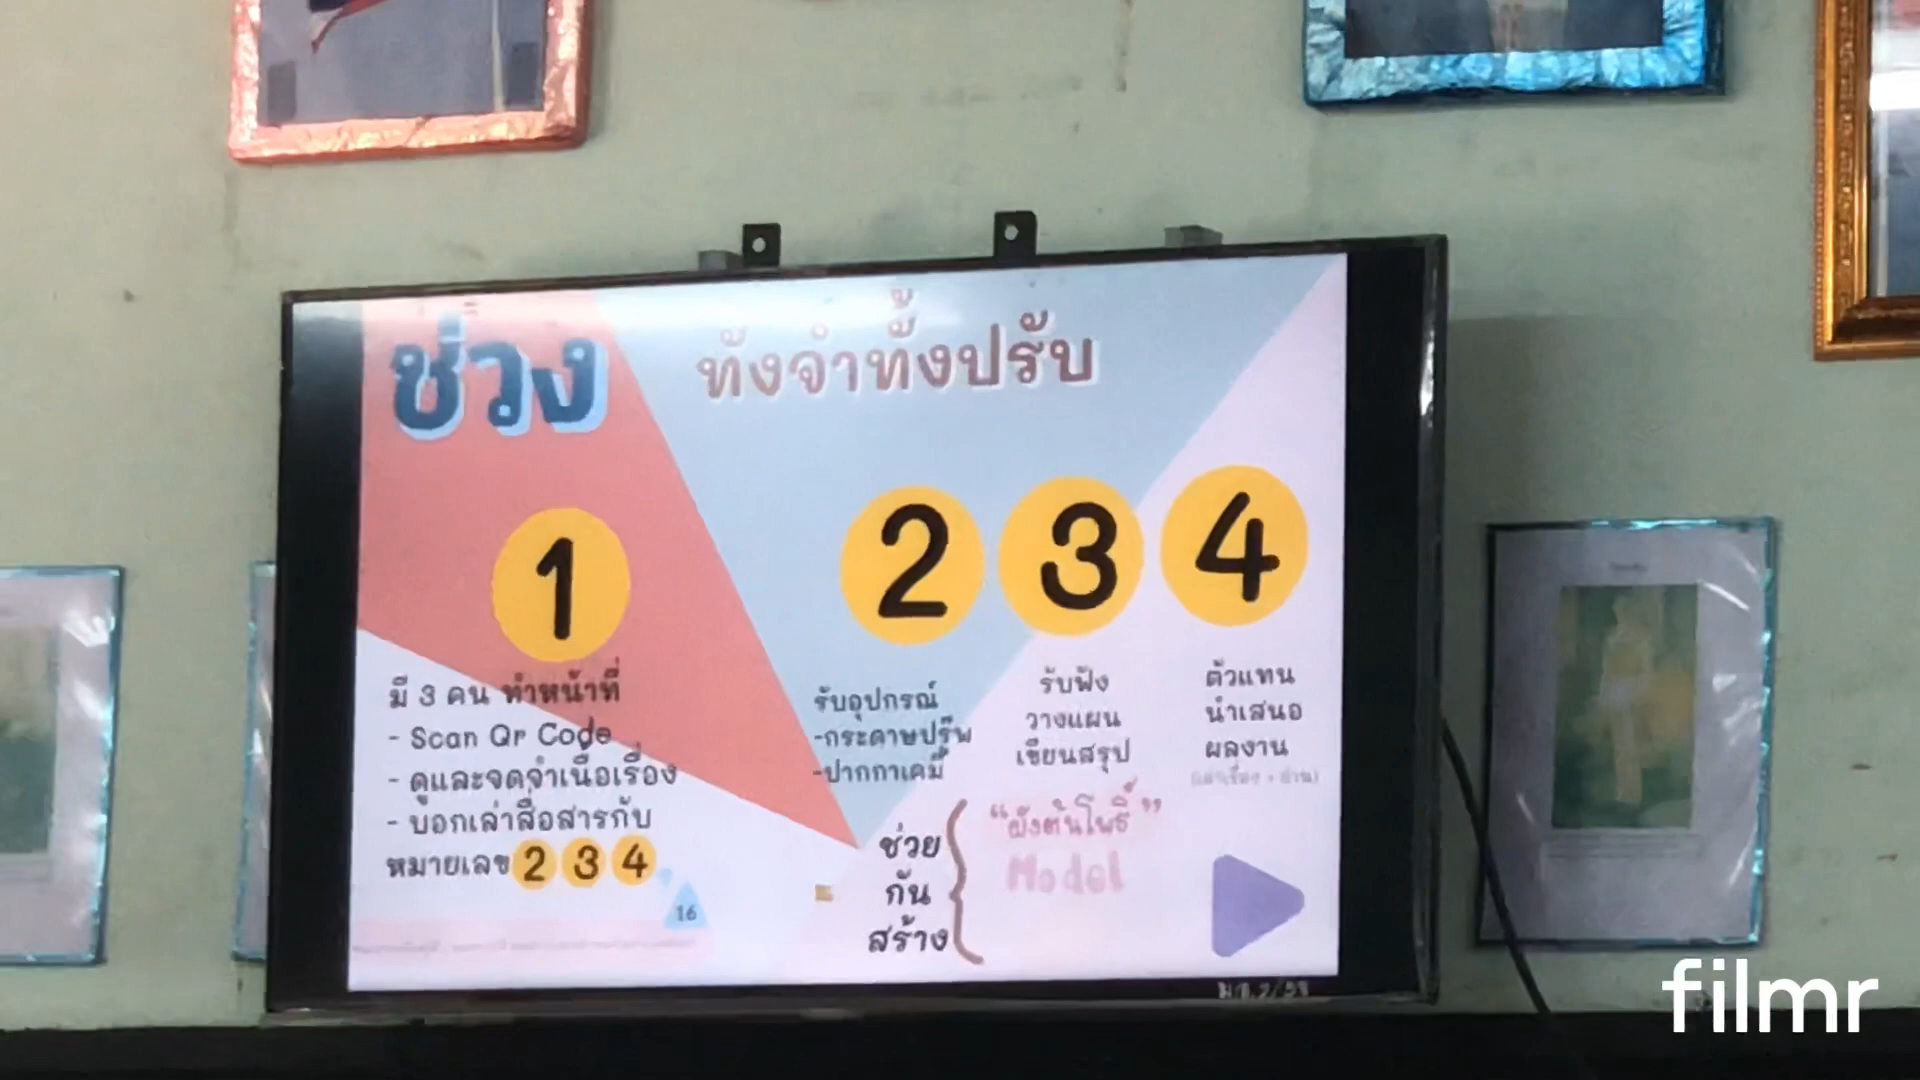 ช่วง
ทั้งจำทั้งปรับ
1
2 3 4
มี 3 คน ทำหน้าที่
- Scan Qr Code
- ดูและจดจำเนื้อเรื่อง
- บอกเล่าสื่อสารกับ
หมายเลข 2 3 4
รับอุปกรณ์
-กระดาษปรู๊พ
-ปากกาเคมี
รับฟัง
วางแผน
เขียนสรุป
ตัวแทน
นำเสนอ
ผลงาน
ช่วย
กัน
สร้าง
"ผังต้นโพธิ์"
Model
16
filmr